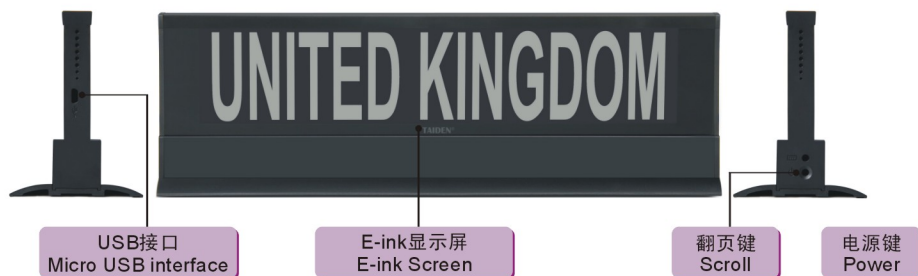 UNITED KINGDOM
TAIDEN
USB接口
Micro USB interface
E-ink显示屏
E-ink Screen
翻页键
Scroll
电源键
Power